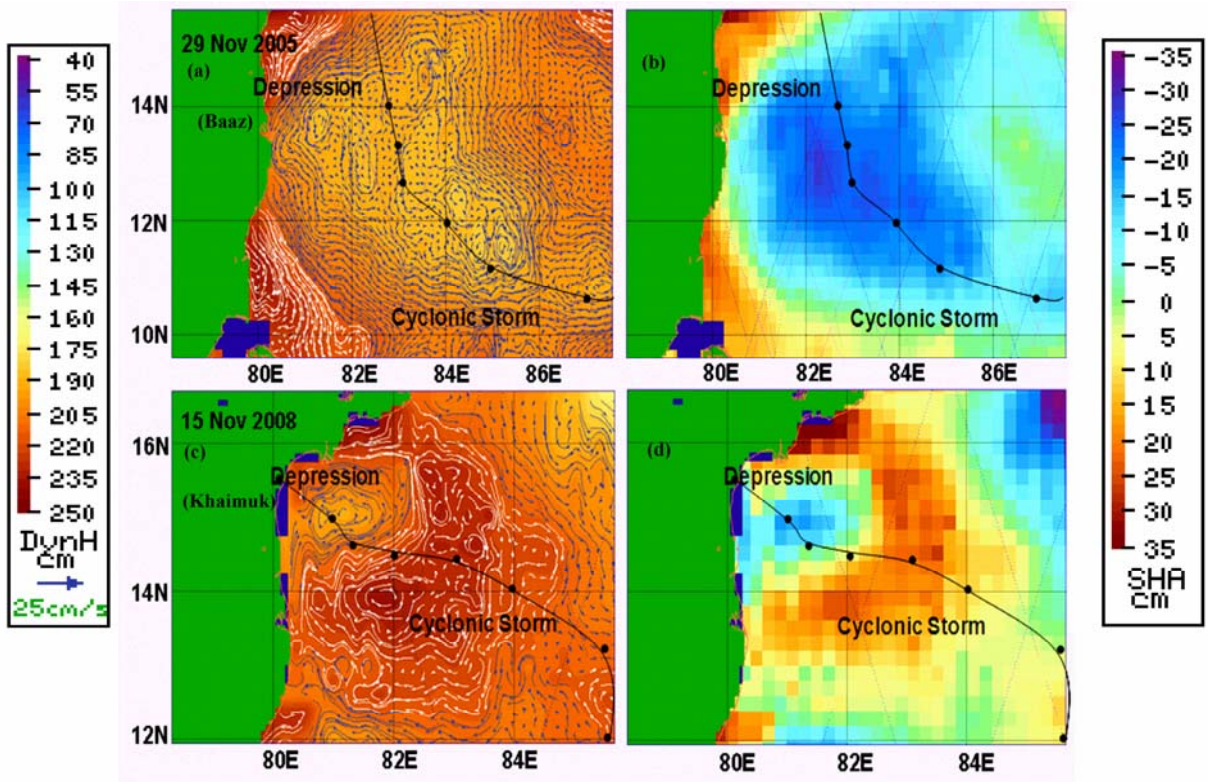 40
55
70
85
100
115
130
145
160
175
190
205
220
235
250
DynH
cm
25cm/s
29 Nov 2005
(a)
Depression
(Baaz)
14N
12N
10N
Cyclonic Storm
80E 82E 84E 86E
(b)
Depression
Cyclonic Storm
80E 82E 84E 86E
15 Nov 2008
16N
(c)
Depression
(Khaimuk)
14N
Cyclonic Storm
12N
80E 82E 84E
(d)
Depression
Cyclonic Storm
80E 82E 84E
-35
-30
-25
-20
-15
-10
-5
0
5
10
15
20
25
30
35
SHA
cm